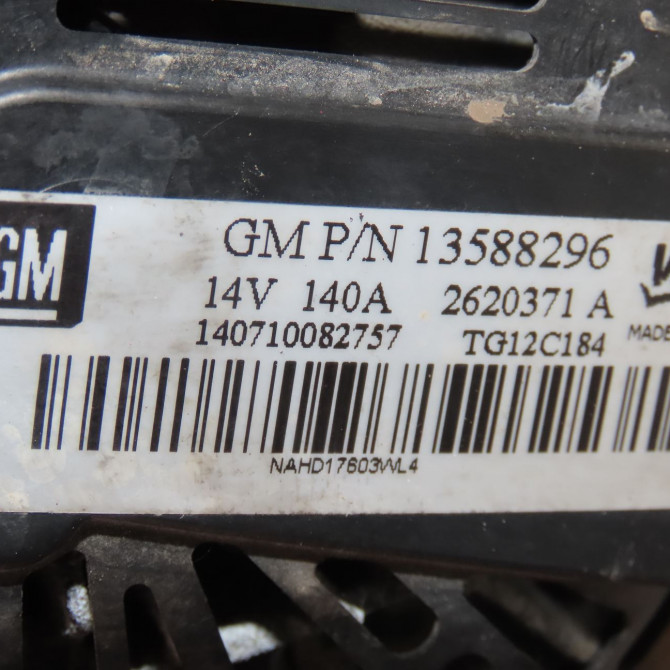 GM
GM P/N 13588296
14V 140A 2620371 A
140710082757 TG12C184
MADE
NAHD17603WL4